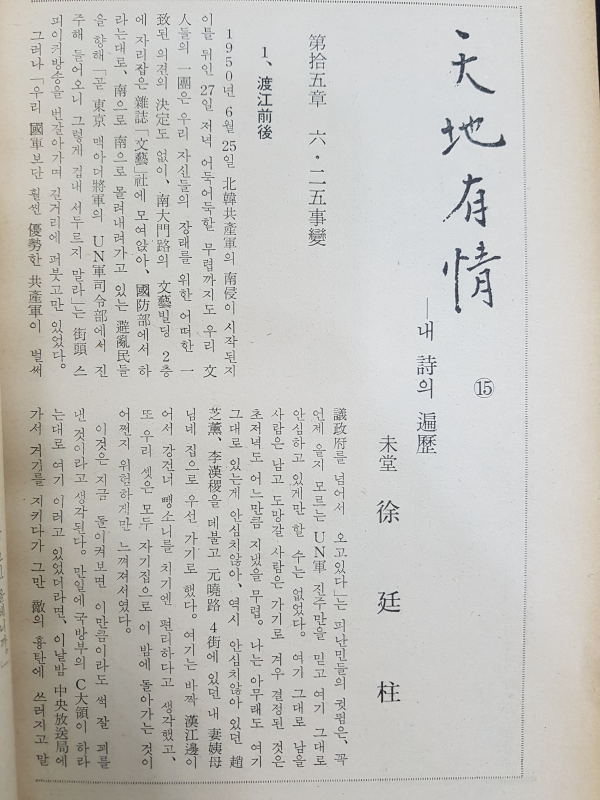 天地有情
⑮
—내 詩의 遍歷
未堂 徐廷柱
第拾五章 六·二五事變
1、渡江前後
1950년 6월 25일 北韓共產軍의 南侵이 시작된지
이틀 뒤인 27일 저녁 어둑어둑할 무렵까지도 우리 文
人들의 一團은 우리 자신들의 장래를 위한 어떠한 一
致된 의견의 決定도 없이、南大門路의 文藝빌딩 2층
에 자리잡은 雜誌「文藝」社에 모여앉아、國防部에서 하
라는대로、南으로 南으로 몰려내려가고 있는 避亂民들
을 향해「곧 東京 맥아더將軍의 UN軍司令部에서 진
주해 들어오니 그렇게 겁내 서두르지 말라」는 街頭 스
피이커방송을 번갈아가며 길거리에 퍼붓고만 있었다。
그러나「우리 國軍보단 훨씬 優勢한 共產軍이 벌써
議政府를 넘어서 오고있다」는 피난민들의 귓띔은、꼭
언제 올지 모르는 UN軍 진주만을 믿고 여기 그대로
안심하고 있게만 할 수는 없었다。여기 그대로 남을
사람은 남고 도망갈 사람은 가기로 겨우 결정된 것은
초저녁도 어느만큼 지냈을 무렵。나는 아무래도 여기
그대로 있는게 안심치않아、역시 안심치않아 있던 趙
芝薰、李漢稷을 데불고 元曉路 4街에 있던 내 妻姨母
님네 집으로 우선 가기로 했다。여기는 바짝 漢江邊이
어서 강건너 뺑소니를 치기엔 편리하다고 생각했고、
또 우리 셋은 모두 자기집으로 이 밤에 돌아가는 것이
어쩐지 위험하게만 느껴져서였다。
이것은 지금 돌이켜보면 이만큼이라도 썩 잘 꾀를
낸 것이라고 생각된다。만일에 국방부의 C大領이 하라
는대로 여기 이러고 있었더라면、이날밤 中央放送局에
가서 거기를 지키다가 그만 敵의 흉탄에 쓰러지고 말